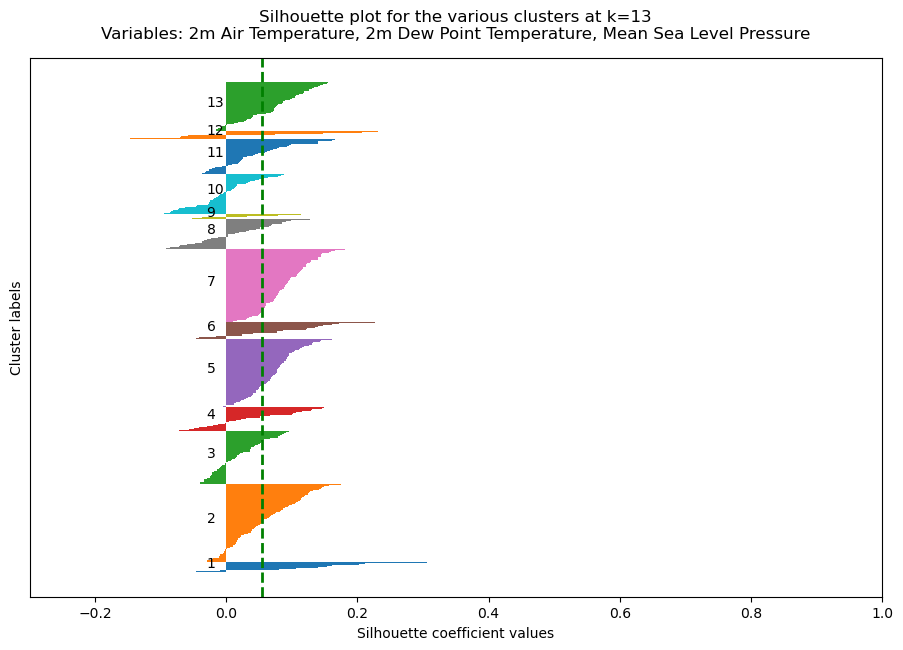 Silhouette plot for the various clusters at k=13
Variables: 2m Air Temperature, 2m Dew Point Temperature, Mean Sea Level Pressure
Cluster labels
13
12
11
10
9
8
7
6
5
4
3
2
1
−0.2 0.0 0.2 0.4 0.6 0.8 1.0
Silhouette coefficient values